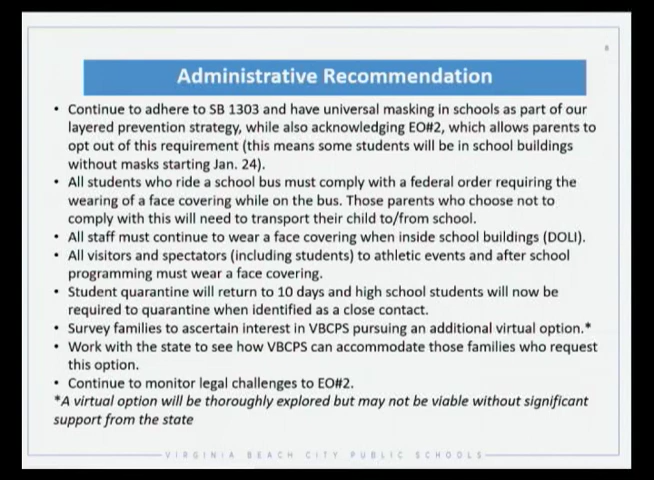 8
Administrative Recommendation
• Continue to adhere to SB 1303 and have universal masking in schools as part of our
layered prevention strategy, while also acknowledging EO#2, which allows parents to
opt out of this requirement (this means some students will be in school buildings
without masks starting Jan. 24).
• All students who ride a school bus must comply with a federal order requiring the
wearing of a face covering while on the bus. Those parents who choose not to
comply with this will need to transport their child to/from school.
• All staff must continue to wear a face covering when inside school buildings (DOLI).
• All visitors and spectators (including students) to athletic events and after school
programming must wear a face covering.
• Student quarantine will return to 10 days and high school students will now be
required to quarantine when identified as a close contact.
• Survey families to ascertain interest in VBCPS pursuing an additional virtual option.*
• Work with the state to see how VBCPS can accommodate those families who request
this option.
• Continue to monitor legal challenges to EO#2.
*A virtual option will be thoroughly explored but may not be viable without significant
support from the state
VIRGINIA BEACH CITY PUBLIC SCHOOLS